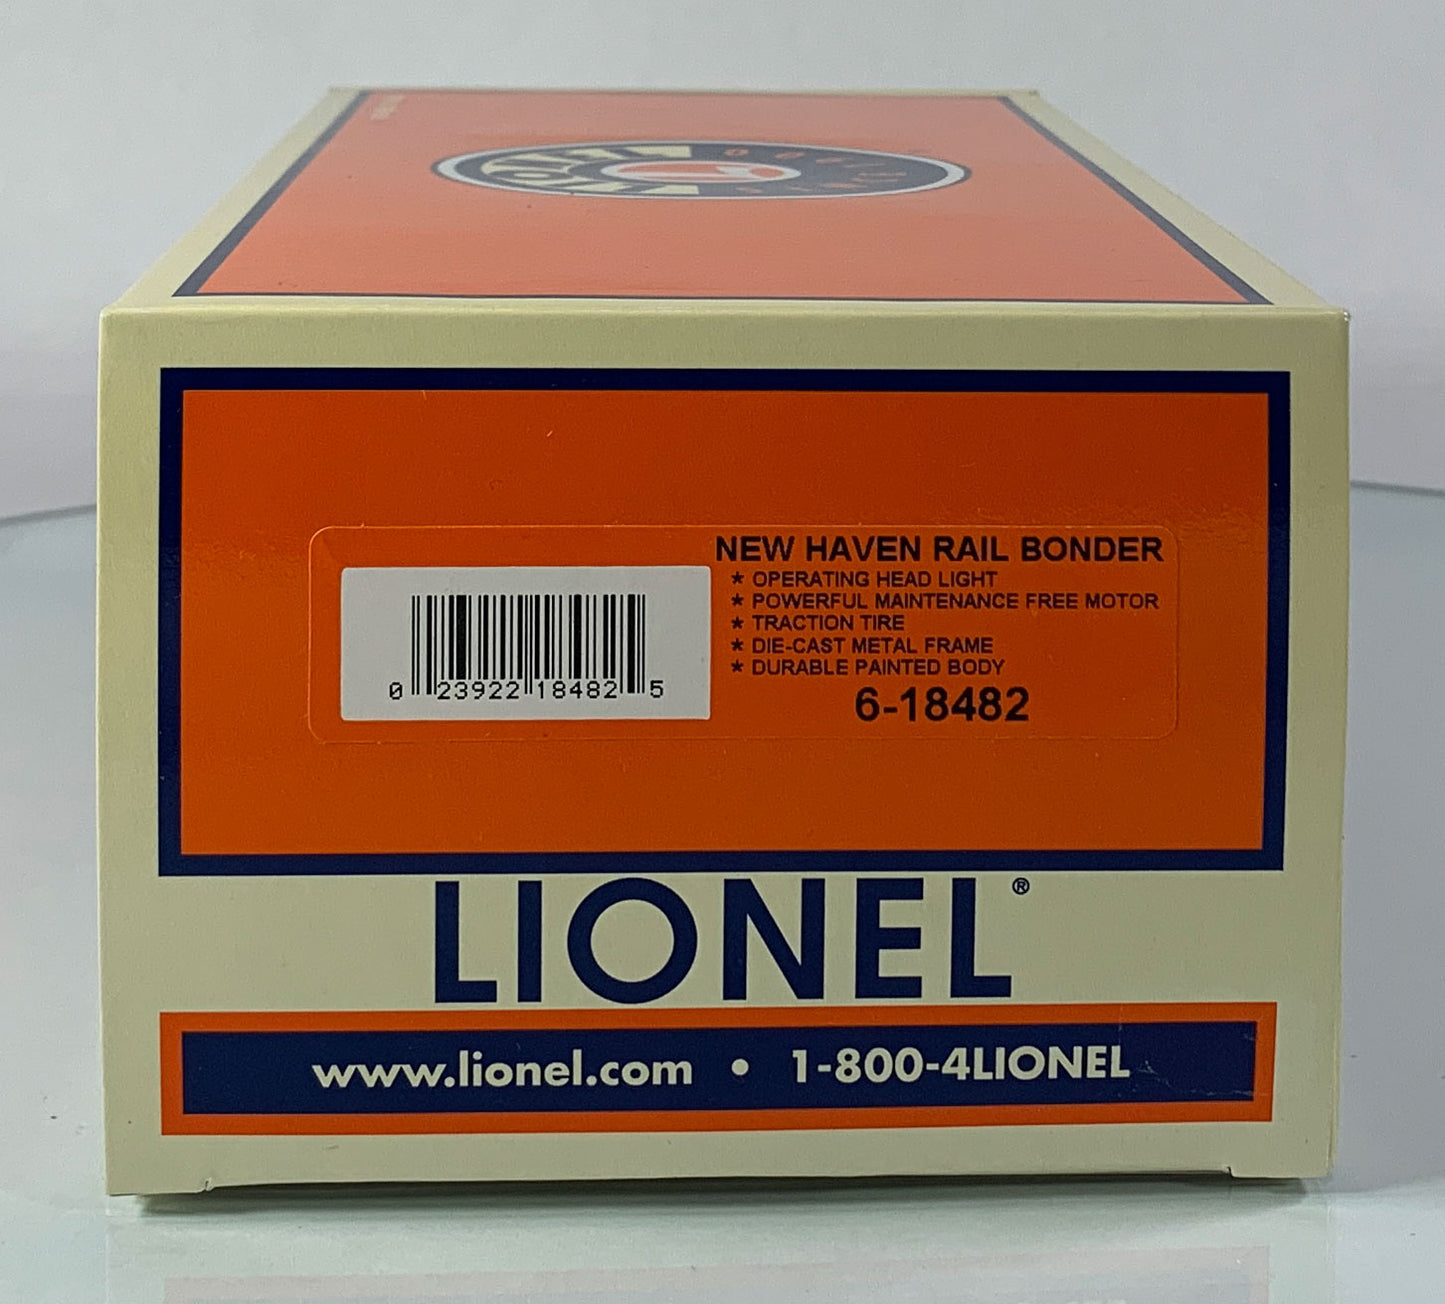 NEW HAVEN RAIL BONDER
★ OPERATING HEAD LIGHT
★ POWERFUL MAINTENANCE FREE MOTOR
★ TRACTION TIRE
★ DIE-CAST METAL FRAME
★ DURABLE PAINTED BODY
6-18482
0 23922 18482 5
LIONEL®
www.lionel.com • 1-800-4LIONEL